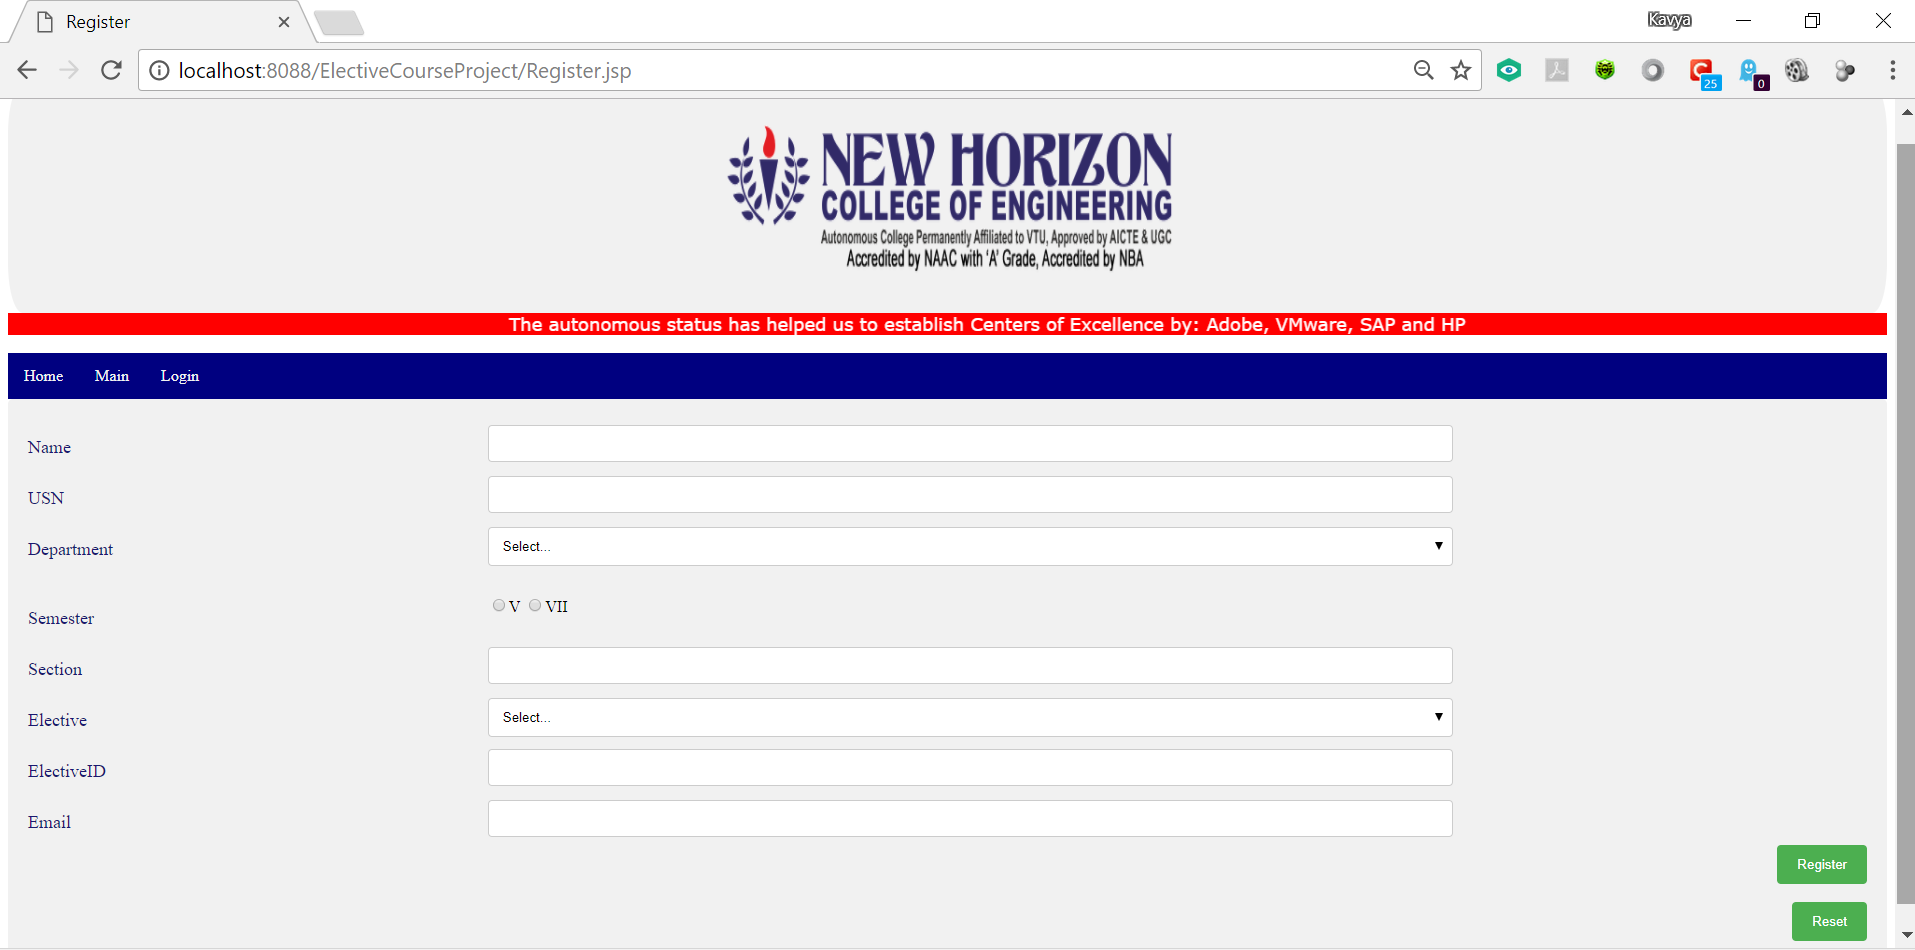 Register
Kavya
localhost:8088/ElectiveCourseProject/Register.jsp
25
0
NEW HORIZON
COLLEGE OF ENGINEERING
Autonomous College Permanently Affiliated to VTU, Approved by AICTE & UGC
Accredited by NAAC with 'A' Grade, Accredited by NBA
The autonomous status has helped us to establish Centers of Excellence by: Adobe, VMware, SAP and HP
Home Main Login
Name
USN
Department Select...
Semester V VII
Section
Elective Select...
ElectiveID
Email
Register
Reset